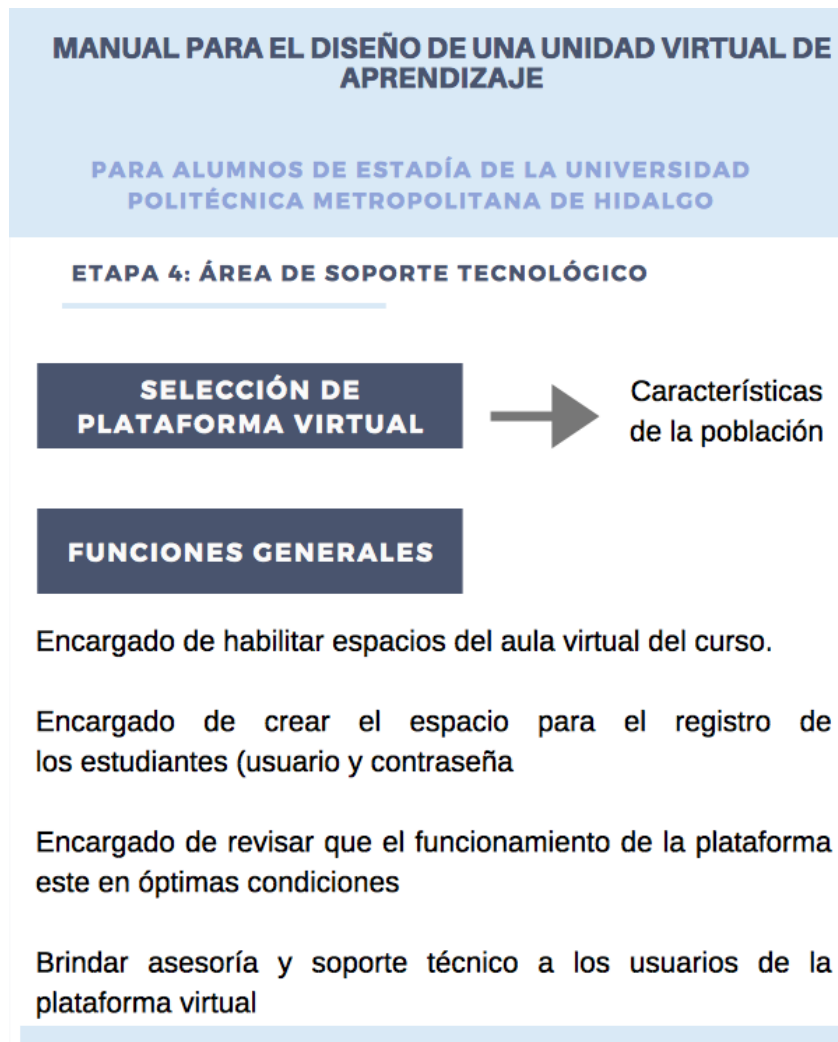 MANUAL PARA EL DISEÑO DE UNA UNIDAD VIRTUAL DE
APRENDIZAJE
PARA ALUMNOS DE ESTADÍA DE LA UNIVERSIDAD
POLITÉCNICA METROPOLITANA DE HIDALGO
ETAPA 4: ÁREA DE SOPORTE TECNOLÓGICO
SELECCIÓN DE
PLATAFORMA VIRTUAL
Características
de la población
FUNCIONES GENERALES
Encargado de habilitar espacios del aula virtual del curso.
Encargado de crear el espacio para el registro de
los estudiantes (usuario y contraseña
Encargado de revisar que el funcionamiento de la plataforma
este en óptimas condiciones
Brindar asesoría y soporte técnico a los usuarios de la
plataforma virtual